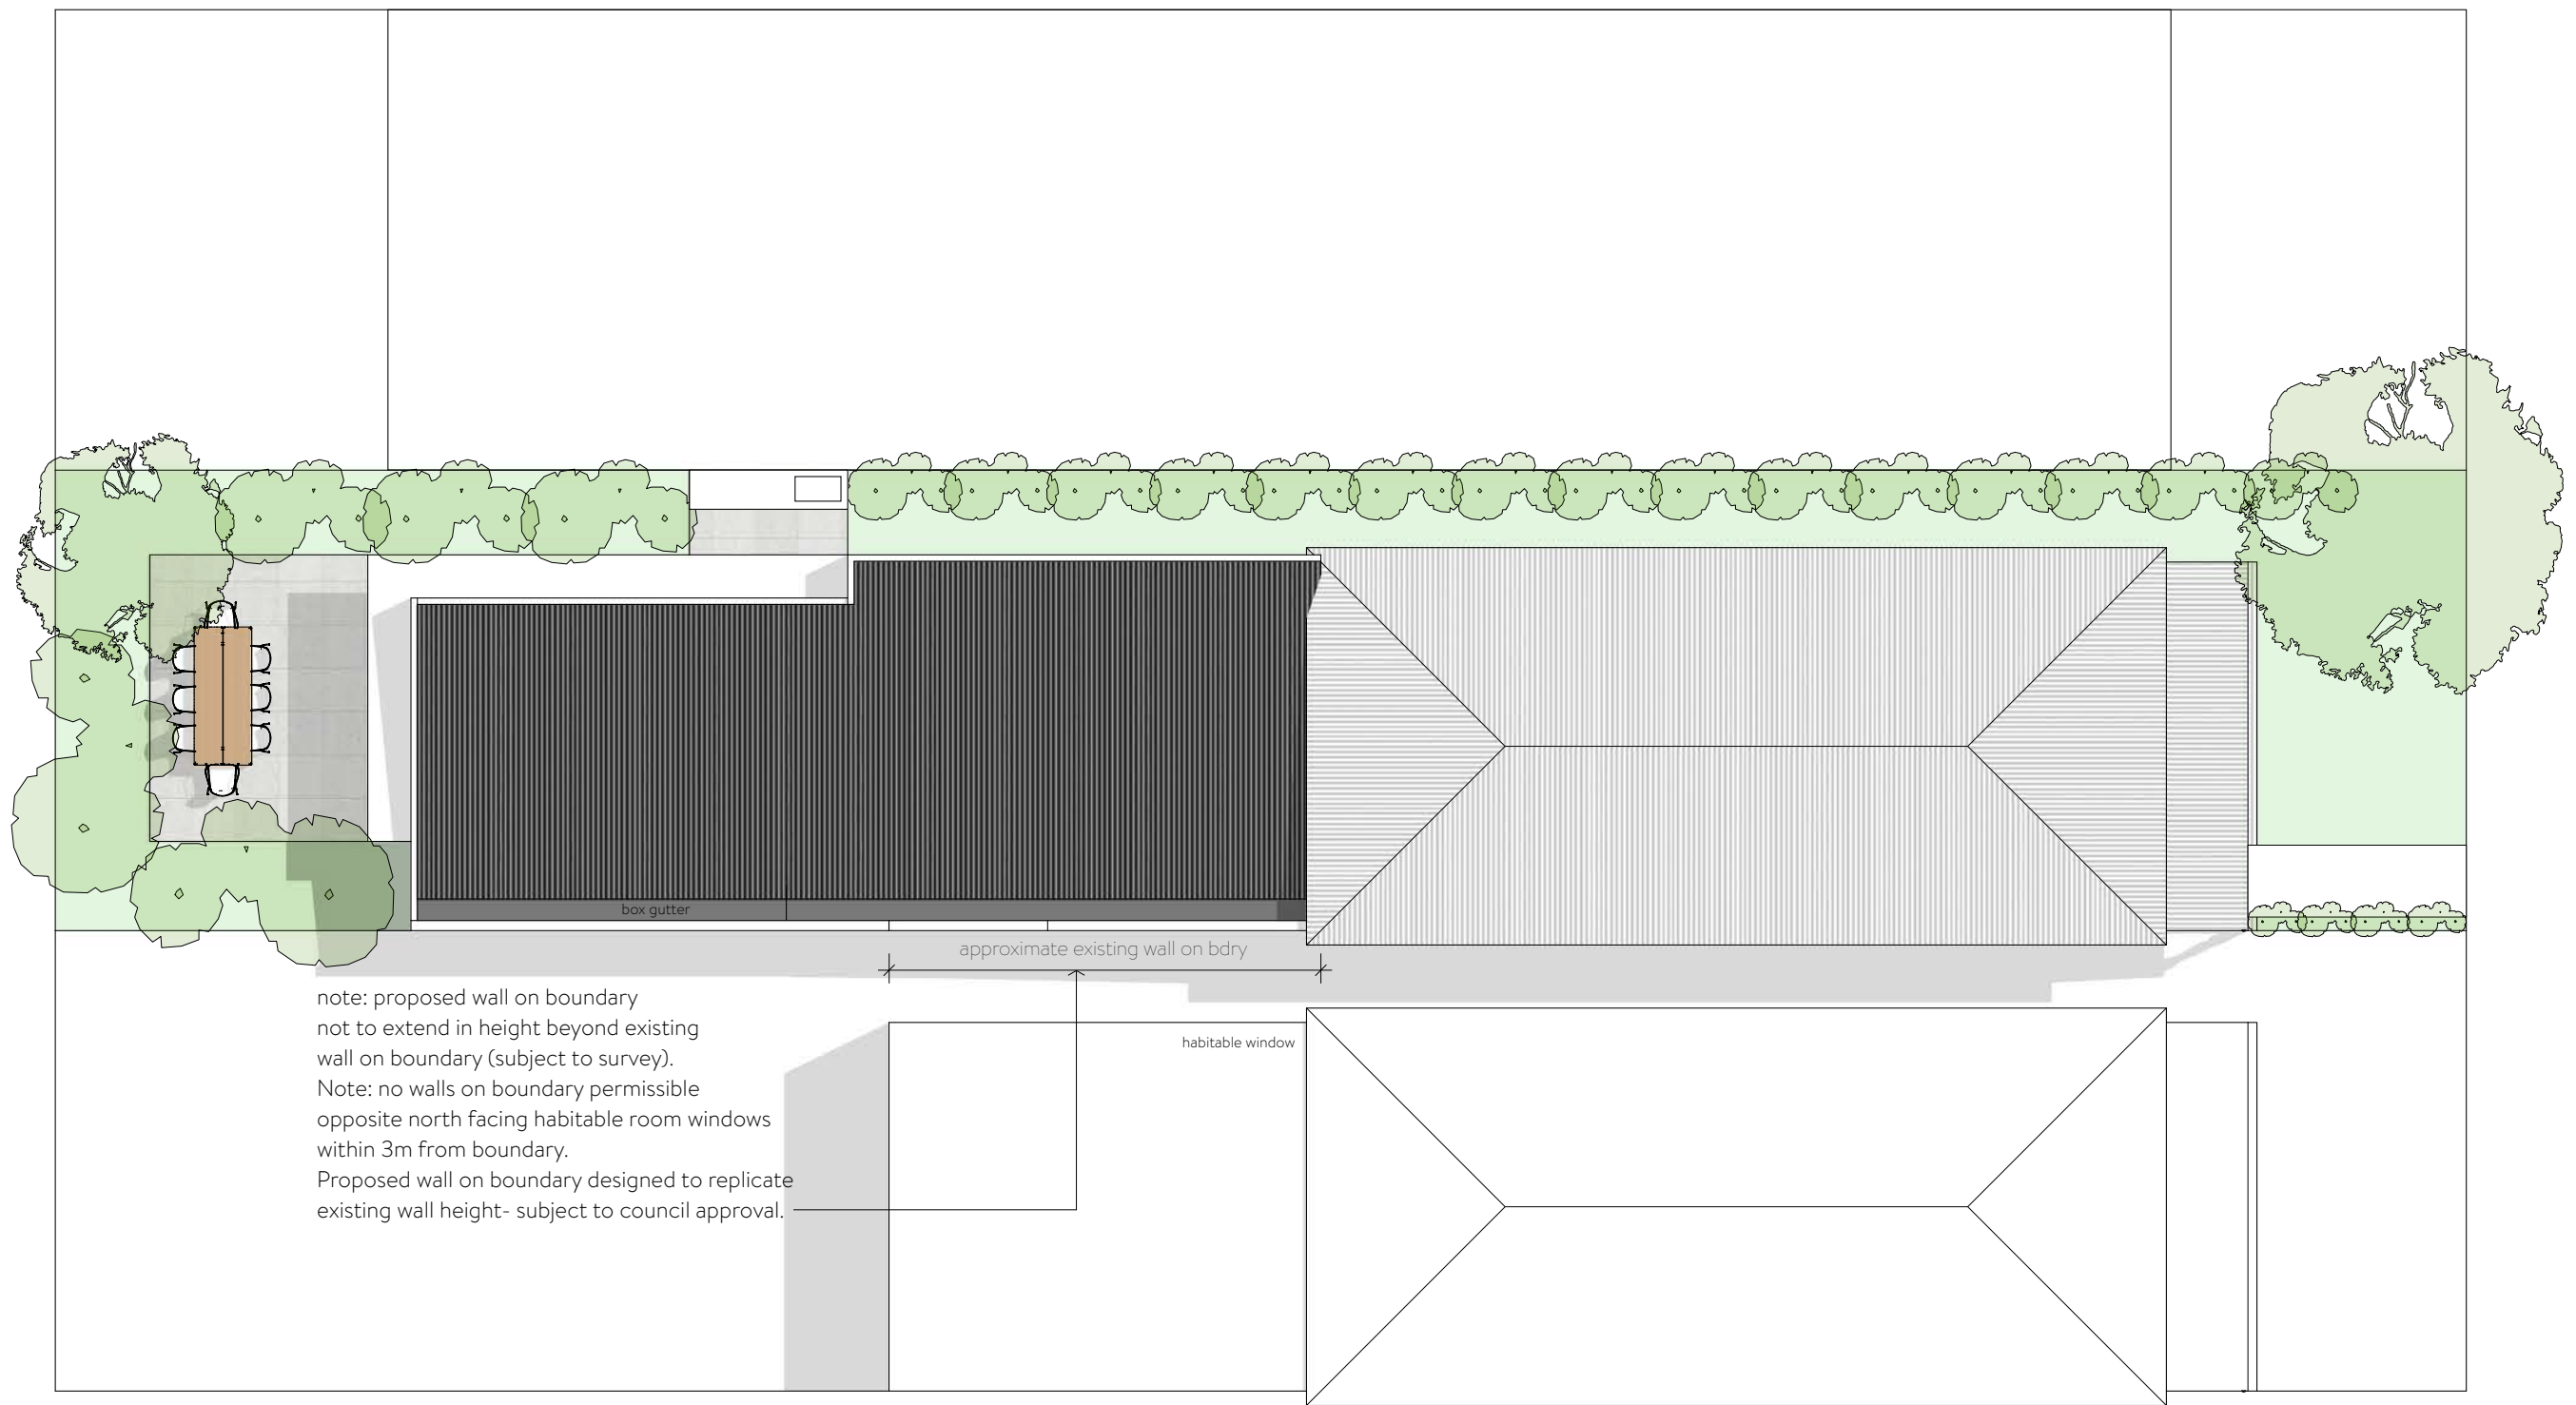 box gutter
approximate existing wall on bdry
note: proposed wall on boundary
not to extend in height beyond existing
wall on boundary (subject to survey).
Note: no walls on boundary permissible
opposite north facing habitable room windows
within 3m from boundary.
Proposed wall on boundary designed to replicate
existing wall height- subject to council approval.
habitable window